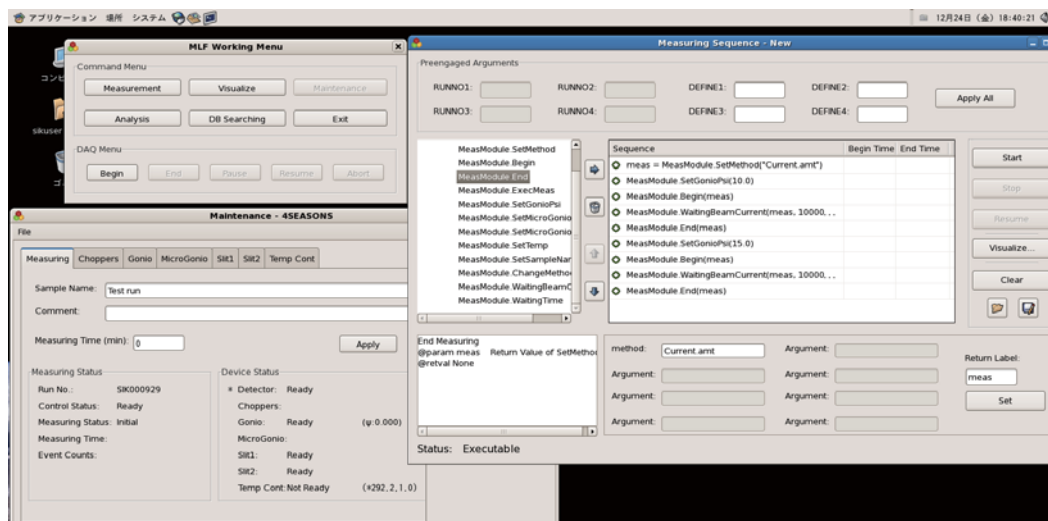 アプリケーション 場所 システム
12月24日 (金) 18:40:21
コンピ
sikuser
ゴ
MLF Working Menu
Command Menu
Measurement Visualize Maintenance
Analysis DB Searching Exit
DAQ Menu
Begin End Pause Resume Abort
Maintenance - 4SEASONS
File
Measuring Choppers Gonio MicroGonio Slit1 Slit2 Temp Cont
Sample Name: Test run
Comment:
Measuring Time (min): 0 Apply
Measuring Status
Run No.: SIK000929
Control Status: Ready
Measuring Status: Initial
Measuring Time:
Event Counts:
Device Status
* Detector: Ready
Choppers:
Gonio: Ready (ψ:0.000)
MicroGonio:
Slit1: Ready
Slit2: Ready
Temp Cont: Not Ready (*292,2,1,0)
Measuring Sequence - New
Preengaged Arguments
RUNNO1: RUNNO2: DEFINE1: DEFINE2:
RUNNO3: RUNNO4: DEFINE3: DEFINE4:
Apply All
MeasModule.SetMethod
MeasModule.Begin
MeasModule.End
MeasModule.ExecMeas
MeasModule.SetGonioPsi
MeasModule.SetMicroGonio
MeasModule.SetMicroGonio
MeasModule.SetTemp
MeasModule.SetSampleNar
MeasModule.ChangeMetho
MeasModule.WaitingBeamC
MeasModule.WaitingTime
Sequence Begin Time End Time
meas = MeasModule.SetMethod("Current.amt")
MeasModule.SetGonioPsi(10.0)
MeasModule.Begin(meas)
MeasModule.WaitingBeamCurrent(meas, 10000,...
MeasModule.End(meas)
MeasModule.SetGonioPsi(15.0)
MeasModule.Begin(meas)
MeasModule.WaitingBeamCurrent(meas, 10000,...
MeasModule.End(meas)
Start
Stop
Resume
Visualize...
Clear
End Measuring
@param meas Return Value of SetMethod
@retval None
method: Current.amt Argument:
Argument: Argument:
Argument: Argument:
Argument: Argument:
Return Label:
meas
Set
Status: Executable